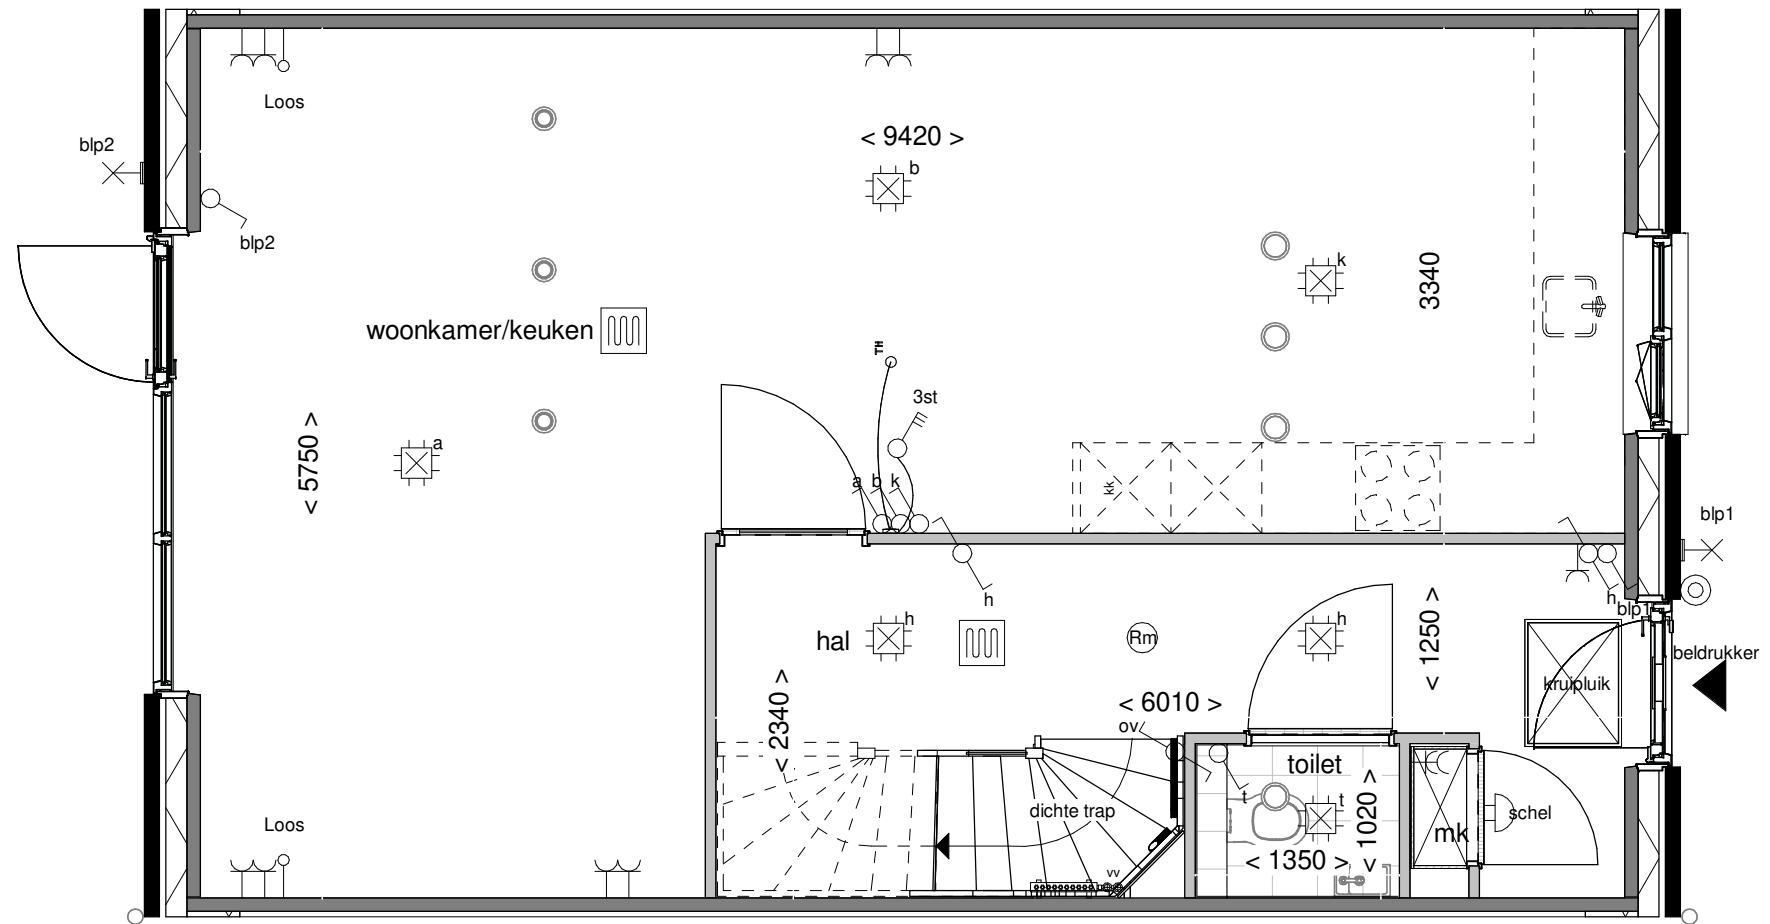 Loos
blp2
< 9420 >
b
blp2
k
3340
woonkamer/keuken
TH
3st
a
< 5750 >
a b k
kk
blp1
h
h
blp1
hal
h
Rm
h
< 1250 >
beldrukker
kruipluik
< 2340 >
< 6010 >
ov
toilet
t
t
< 1020 >
dichte trap
schel
mk
Loos
< 1350 >
vv